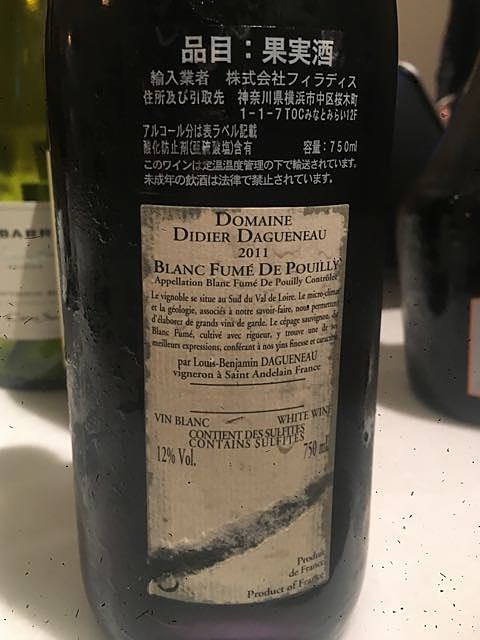 品目：果実酒
輸入業者 株式会社フィラディス
住所及び引取先 神奈川県横浜市中区桜木町
1-1-7TOCみなとみらい12F
アルコール分は表ラベル記載
酸化防止剤(亜硫酸塩)含有 容量：750ml
このワインは定温温度管理の下で輸送されています。
未成年の飲酒は法律で禁止されています。
DOMAINE
DIDIER DAGUENEAU
2011
BLANC FUMÉ DE POUILLY
Appellation Blanc Fumé De Pouilly Contrôlée
Le vignoble se situe au Sud du Val de Loire. Le micro-climat
et la géologie, associés à notre savoir-faire, nous permettent
d'élaborer de grands vins de garde. Le cépage sauvignon, dit
Blanc Fumé, cultivé avec rigueur, y trouve une de ses
meilleurs expressions, conférant à nos vins finesse et caractère
par Louis-Benjamin DAGUENEAU
vigneron à Saint Andelain France
VIN BLANC WHITE WINE
CONTIENT DES SULFITES
CONTAINS SULFITES
12% Vol. 750 ml
Produit
de France
Product of France